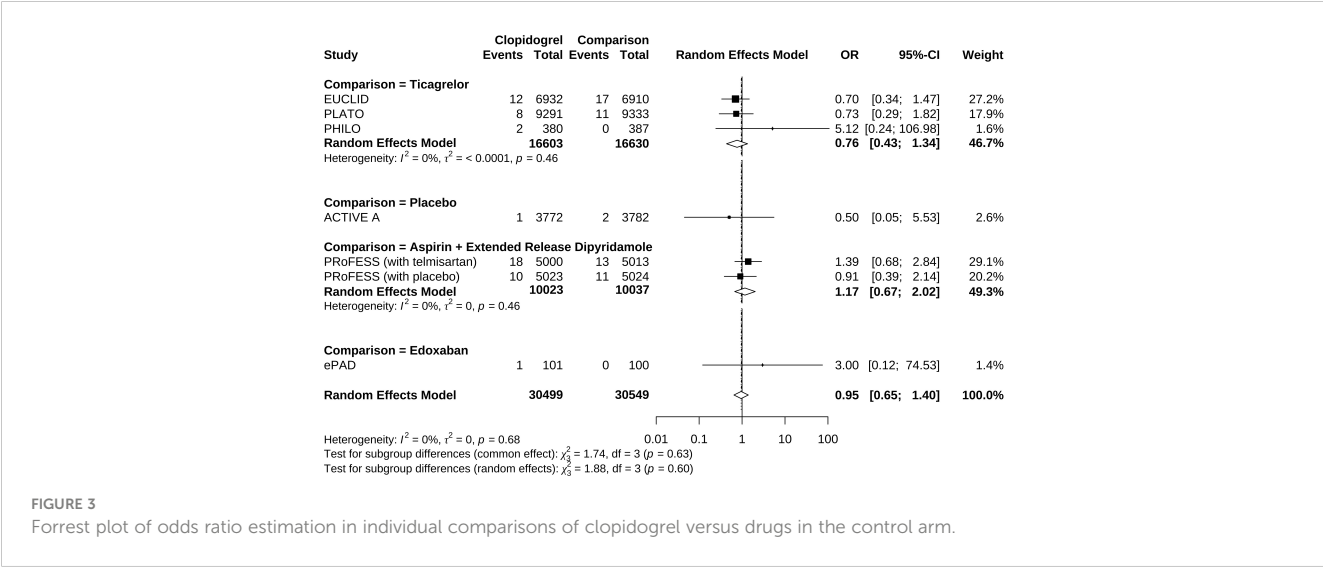 Clopidogrel Comparison
Study Events Total Events Total Random Effects Model OR 95%-CI Weight
Comparison = Ticagrelor
EUCLID 12 6932 17 6910 0.70 [0.34; 1.47] 27.2%
PLATO 8 9291 11 9333 0.73 [0.29; 1.82] 17.9%
PHILO 2 380 0 387 5.12 [0.24; 106.98] 1.6%
Random Effects Model 16603 16630 0.76 [0.43; 1.34] 46.7%
Heterogeneity: I² = 0%, τ² = < 0.0001, p = 0.46
Comparison = Placebo
ACTIVE A 1 3772 2 3782 0.50 [0.05; 5.53] 2.6%
Comparison = Aspirin + Extended Release Dipyridamole
PRoFESS (with telmisartan) 18 5000 13 5013 1.39 [0.68; 2.84] 29.1%
PRoFESS (with placebo) 10 5023 11 5024 0.91 [0.39; 2.14] 20.2%
Random Effects Model 10023 10037 1.17 [0.67; 2.02] 49.3%
Heterogeneity: I² = 0%, τ² = 0, p = 0.46
Comparison = Edoxaban
ePAD 1 101 0 100 3.00 [0.12; 74.53] 1.4%
Random Effects Model 30499 30549 0.95 [0.65; 1.40] 100.0%
0.01 0.1 1 10 100
Heterogeneity: I² = 0%, τ² = 0, p = 0.68
Test for subgroup differences (common effect): χ²₃ = 1.74, df = 3 (p = 0.63)
Test for subgroup differences (random effects): χ²₃ = 1.88, df = 3 (p = 0.60)
FIGURE 3
Forrest plot of odds ratio estimation in individual comparisons of clopidogrel versus drugs in the control arm.